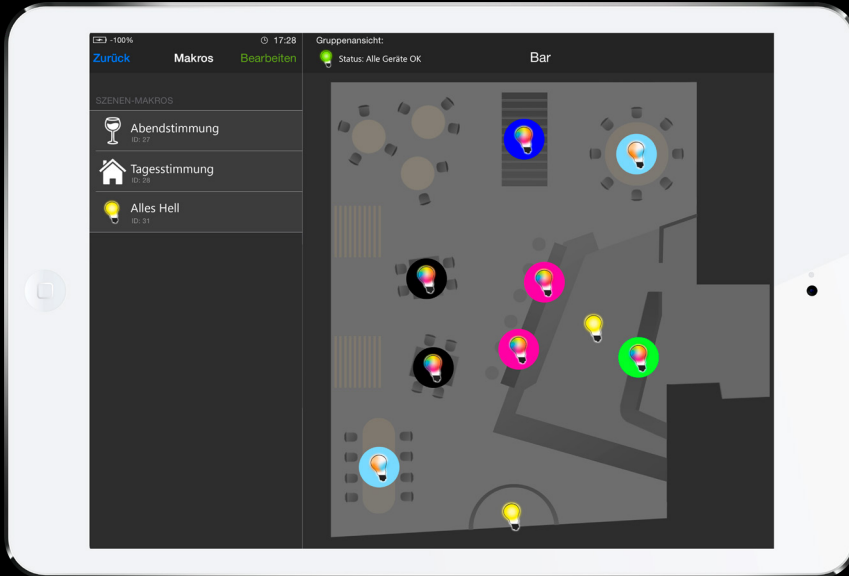 -100%
17:28
Gruppenansicht:
Zurück
Makros
Bearbeiten
Status: Alle Geräte OK
Bar
SZENEN-MAKROS
Abendstimmung
ID: 27
Tagesstimmung
ID: 28
Alles Hell
ID: 31